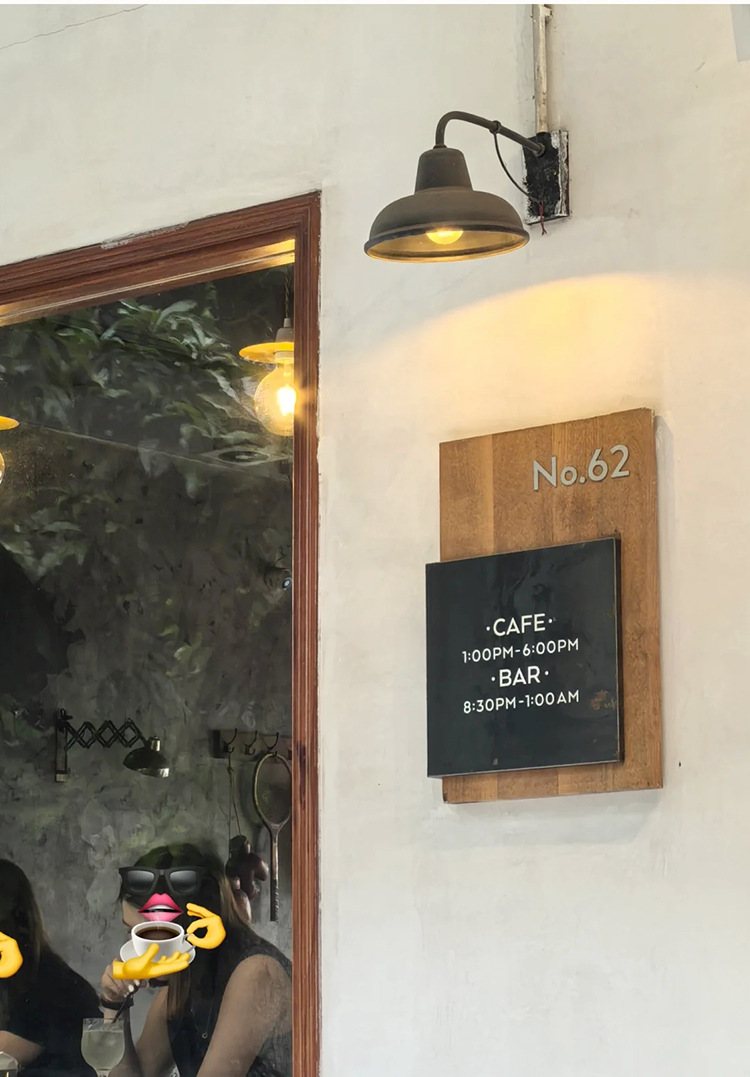 No.62
·CAFE·
1:00PM-6:00PM
·BAR·
8:30PM-1:00AM